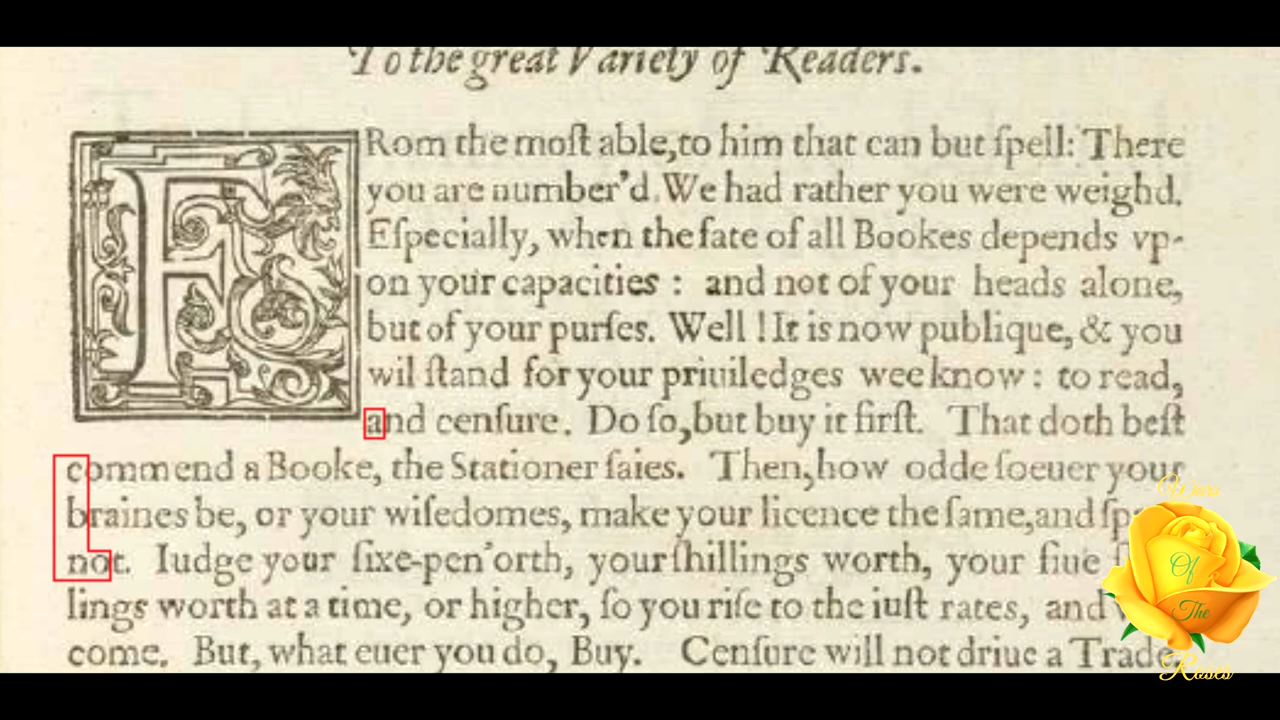 To the great Variety of Readers.
FRom the moſt able,to him that can but ſpell: There
you are number'd.We had rather you were weighd.
Eſpecially, when the fate of all Bookes depends vp-
on your capacities : and not of your heads alone,
but of your purſes. Well ! It is now publique, & you
wil ſtand for your priuiledges wee know : to read,
and cenſure. Do ſo,but buy it firſt. That doth beſt
commend a Booke, the Stationer ſaies. Then,how odde ſoeuer your
braines be, or your wiſedomes, make your licence the ſame,and
not. Iudge your ſixe-pen'orth, your ſhillings worth, your fiue
lings worth at a time, or higher, ſo you riſe to the iuſt rates, and
come. But, what euer you do, Buy. Cenſure will not driue a Trade,
Wars
Of
The
Roses